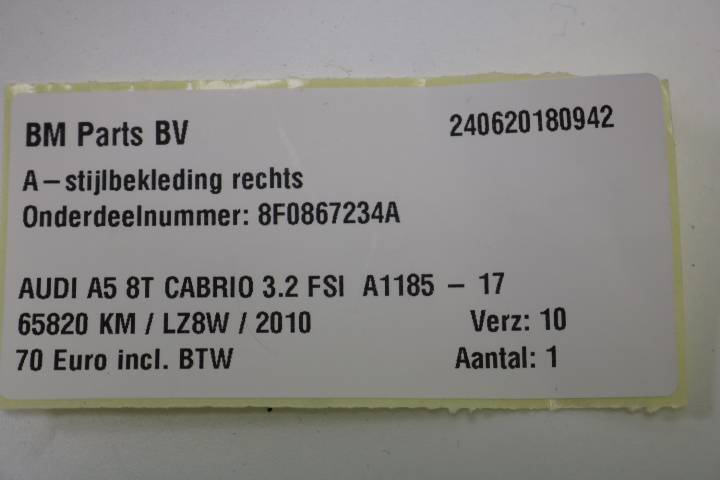 BM Parts BV 240620180942
A-stijlbekleding rechts
Onderdeelnummer: 8F0867234A
AUDI A5 8T CABRIO 3.2 FSI A1185 - 17
65820 KM / LZ8W / 2010 Verz: 10
70 Euro incl. BTW Aantal: 1